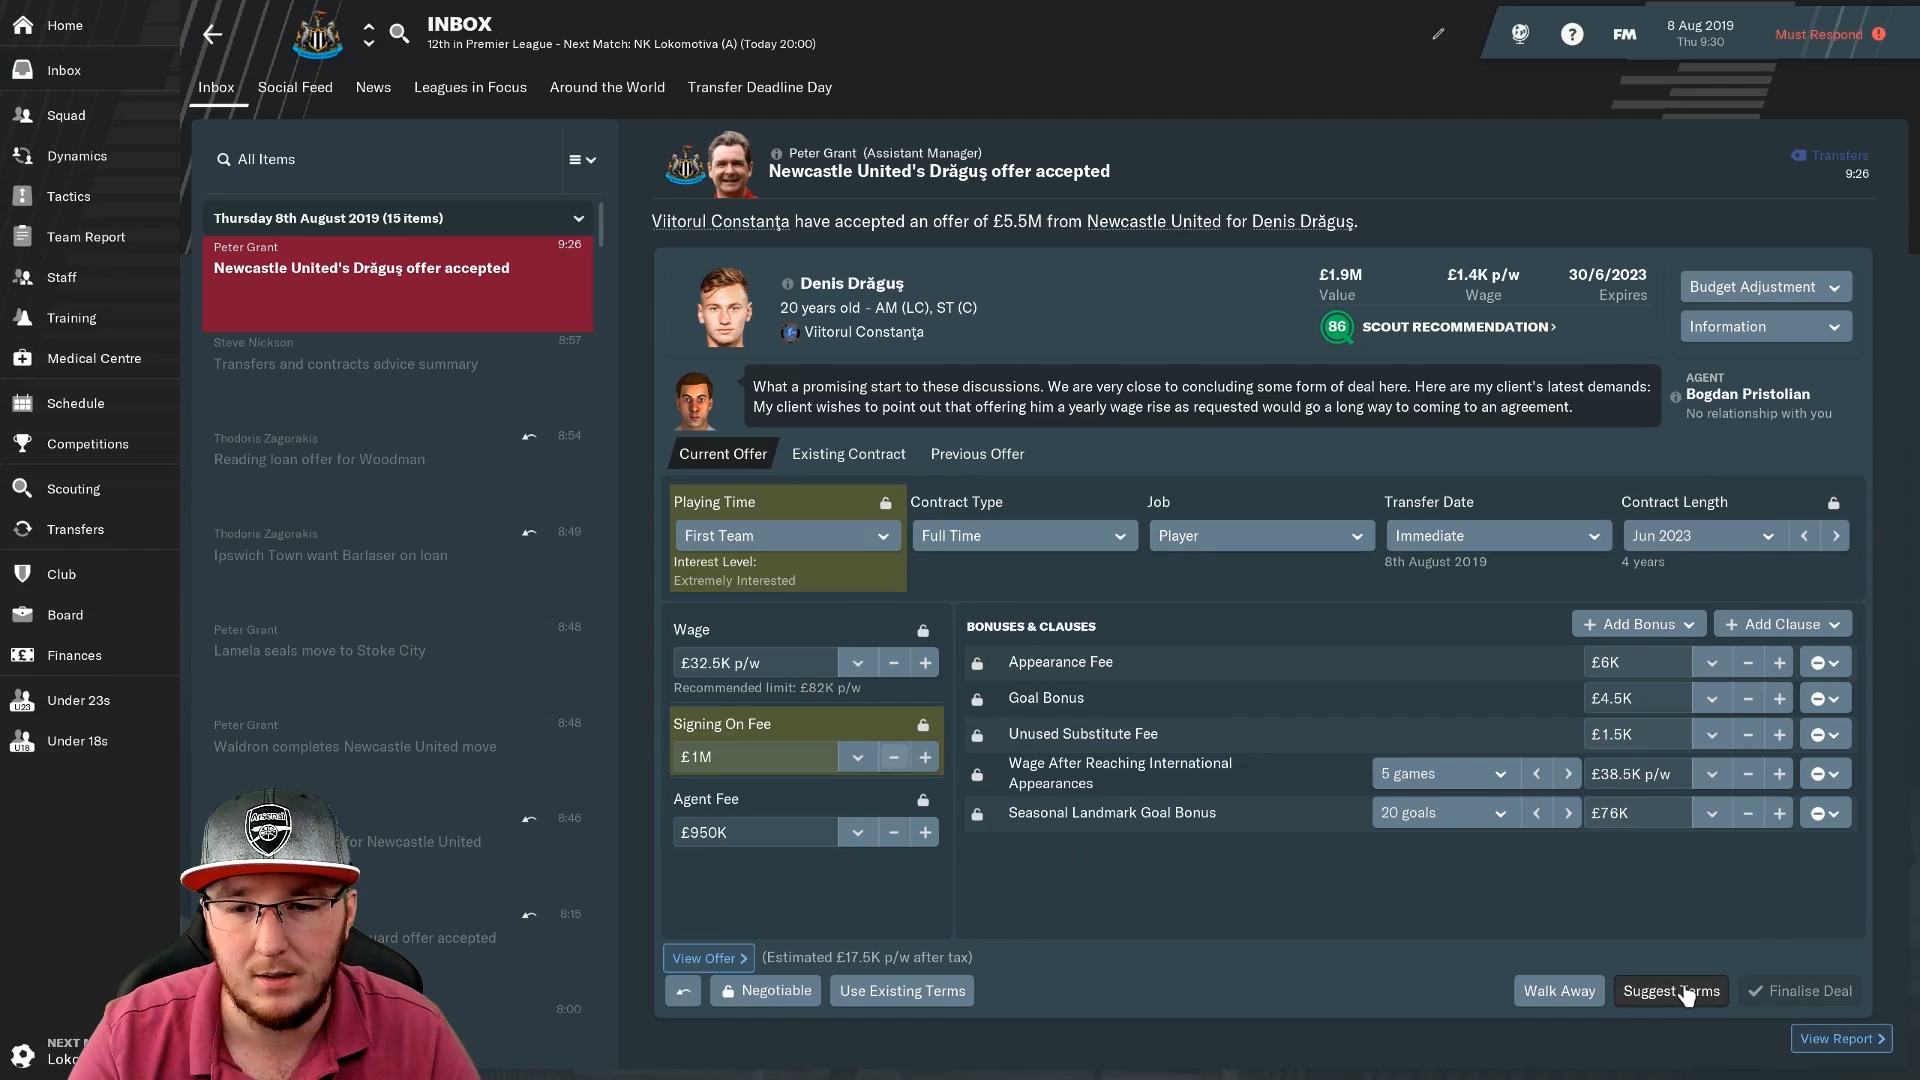 Home
Inbox
Squad
Dynamics
Tactics
Team Report
Staff
Training
Medical Centre
Schedule
Competitions
Scouting
Transfers
Club
Board
Finances
U23 Under 23s
U18 Under 18s
INBOX
12th in Premier League - Next Match: NK Lokomotiva (A) (Today 20:00)
FM
8 Aug 2019
Thu 9:30
Must Respond
Inbox Social Feed News Leagues in Focus Around the World Transfer Deadline Day
All Items
Thursday 8th August 2019 (15 items)
Peter Grant 9:26
Newcastle United's Drăguş offer accepted
Steve Nickson 8:57
Transfers and contracts advice summary
Thodoris Zagorakis 8:54
Reading loan offer for Woodman
Thodoris Zagorakis 8:49
Ipswich Town want Barlaser on loan
Peter Grant 8:48
Lamela seals move to Stoke City
Peter Grant 8:48
Waldron completes Newcastle United move
8:46
for Newcastle United
8:15
offer accepted
8:00
Arsenal
Peter Grant (Assistant Manager)
Newcastle United's Drăguş offer accepted
Transfers
9:26
Viitorul Constanţa have accepted an offer of £5.5M from Newcastle United for Denis Drăguş.
Denis Drăguş
20 years old - AM (LC), ST (C)
Viitorul Constanţa
£1.9M £1.4K p/w 30/6/2023
Value Wage Expires
86 SCOUT RECOMMENDATION>
Budget Adjustment
Information
What a promising start to these discussions. We are very close to concluding some form of deal here. Here are my client's latest demands:
My client wishes to point out that offering him a yearly wage rise as requested would go a long way to coming to an agreement.
AGENT
Bogdan Pristolian
No relationship with you
Current Offer Existing Contract Previous Offer
Playing Time Contract Type Job Transfer Date Contract Length
First Team Full Time Player Immediate Jun 2023
Interest Level: 8th August 2019 4 years
Extremely Interested
Wage
£32.5K p/w
Recommended limit: £82K p/w
Signing On Fee
£1M
Agent Fee
£950K
BONUSES & CLAUSES
+ Add Bonus
+ Add Clause
Appearance Fee £6K
Goal Bonus £4.5K
Unused Substitute Fee £1.5K
Wage After Reaching International
Appearances 5 games £38.5K p/w
Seasonal Landmark Goal Bonus 20 goals £76K
View Offer > (Estimated £17.5K p/w after tax)
Negotiable Use Existing Terms Walk Away Suggest Terms Finalise Deal
View Report >